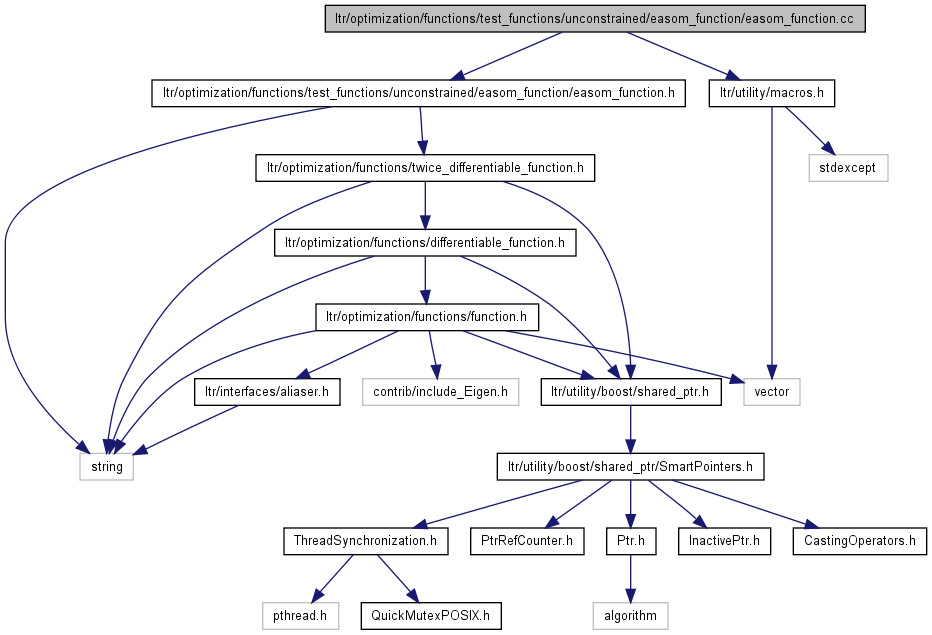 ltr/optimization/functions/test_functions/unconstrained/easom_function/easom_function.cc
ltr/optimization/functions/test_functions/unconstrained/easom_function/easom_function.h
ltr/utility/macros.h
ltr/optimization/functions/twice_differentiable_function.h
stdexcept
ltr/optimization/functions/differentiable_function.h
ltr/optimization/functions/function.h
ltr/interfaces/aliaser.h
contrib/include_Eigen.h
ltr/utility/boost/shared_ptr.h
vector
string
ltr/utility/boost/shared_ptr/SmartPointers.h
ThreadSynchronization.h
PtrRefCounter.h
Ptr.h
InactivePtr.h
CastingOperators.h
pthread.h
QuickMutexPOSIX.h
algorithm